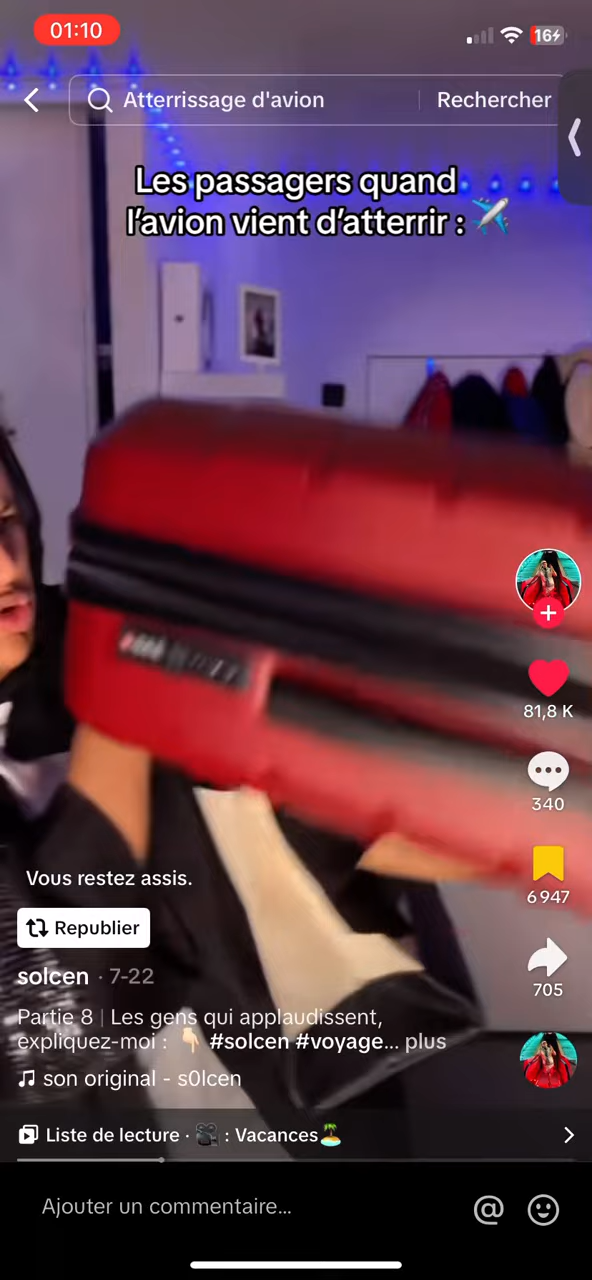 01:10
16
Atterrissage d'avion
Rechercher
Les passagers quand
l'avion vient d'atterrir : ✈️
81,8 K
340
6 947
705
Vous restez assis.
Republier
solcen · 7-22
Partie 8 | Les gens qui applaudissent,
expliquez-moi : 👇🏻 #solcen #voyage... plus
son original - s0lcen
Liste de lecture · 🎥 : Vacances🏝️
Ajouter un commentaire...
@